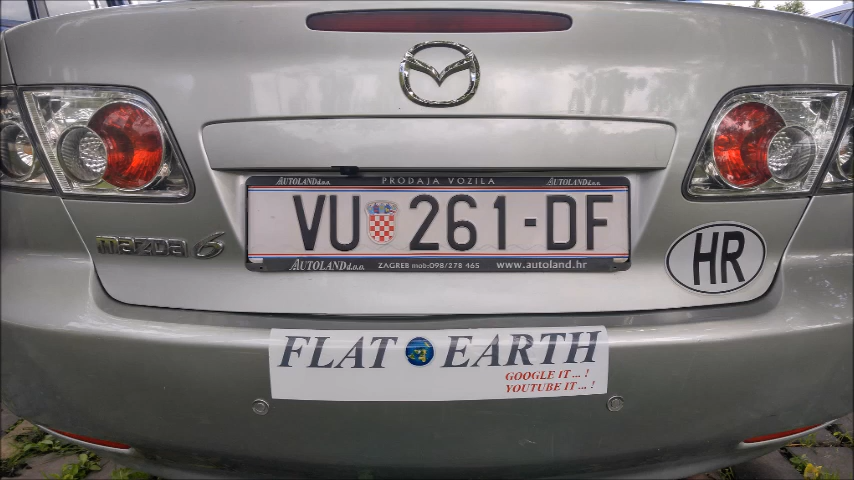 AUTOLAND d.o.o. PRODAJA VOZILA AUTOLAND d.o.o.
VU 261-DF
AUTOLAND d.o.o. ZAGREB mob:098/278 465 www.autoland.hr
mazda 6
HR
FLAT EARTH
GOOGLE IT ... !
YOUTUBE IT ... !